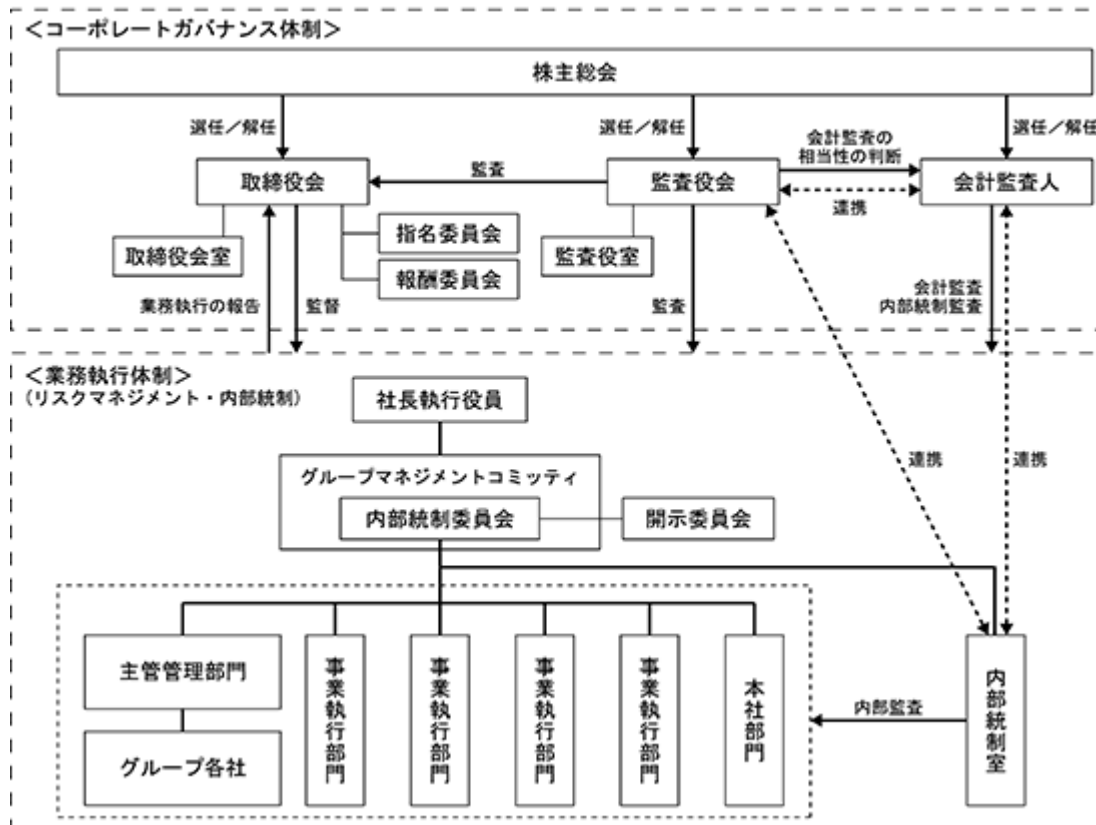 ＜コーポレートガバナンス体制＞
株主総会
選任／解任
選任／解任
会計監査の
相当性の判断
選任／解任
取締役会
監査
監査役会
会計監査人
連携
取締役会室
指名委員会
監査役室
報酬委員会
業務執行の報告
監督
監査
会計監査
内部統制監査
＜業務執行体制＞
（リスクマネジメント・内部統制）
社長執行役員
グループマネジメントコミッティ
連携
連携
内部統制委員会
開示委員会
主管管理部門
グループ各社
事業執行部門
事業執行部門
事業執行部門
事業執行部門
本社部門
内部監査
内部統制室